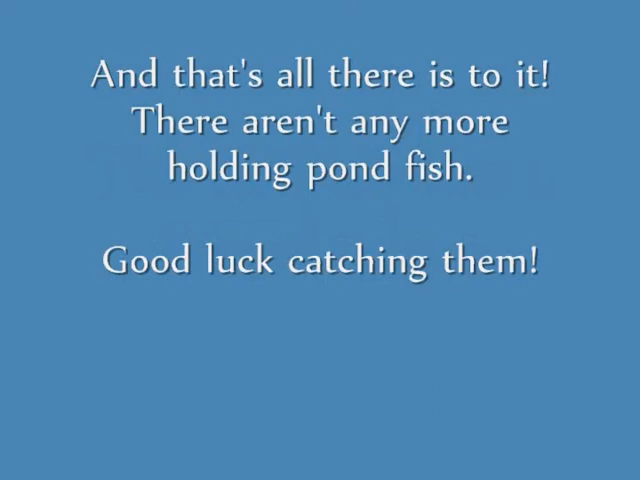 And that's all there is to it!
There aren't any more
holding pond fish.
Good luck catching them!